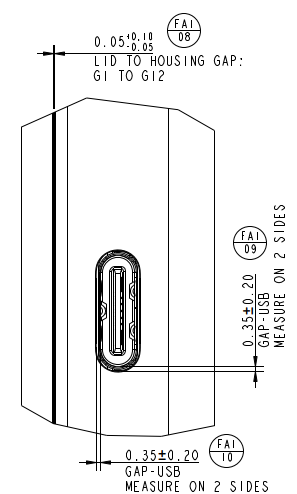 FAI
08
0.05+0.10
-0.05
LID TO HOUSING GAP:
G1 TO G12
FAI
09
0.35±0.20
GAP-USB
MEASURE ON 2 SIDES
0.35±0.20
FAI
10
GAP-USB
MEASURE ON 2 SIDES